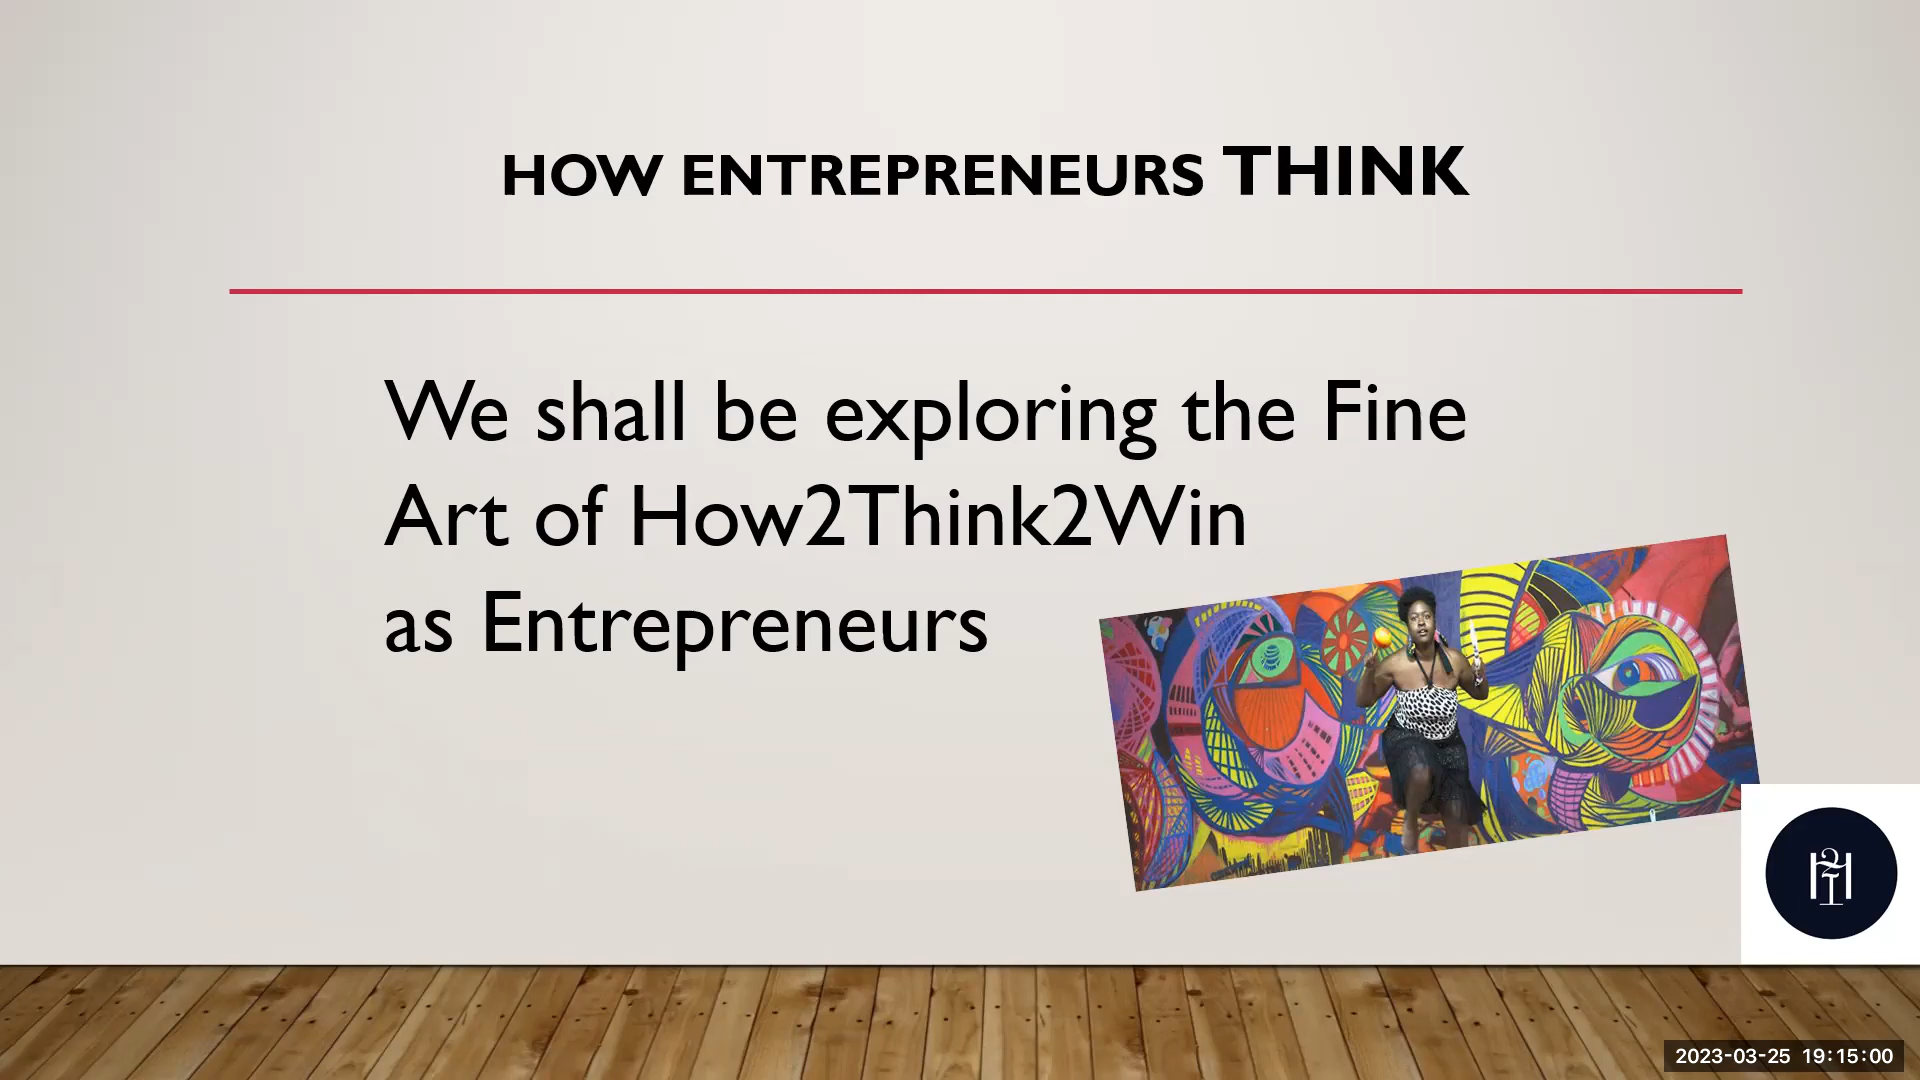 HOW ENTREPRENEURS THINK
We shall be exploring the Fine
Art of How2Think2Win
as Entrepreneurs
2023-03-25 19:15:00